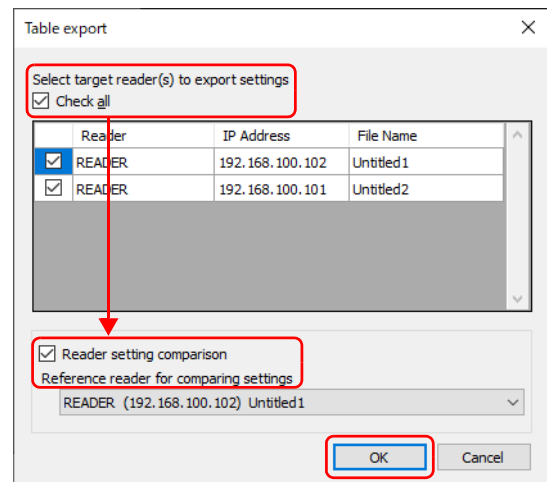 Table export
Select target reader(s) to export settings
Check all
Reader IP Address File Name
READER 192.168.100.102 Untitled1
READER 192.168.100.101 Untitled2
Reader setting comparison
Reference reader for comparing settings
READER (192.168.100.102) Untitled1
OK Cancel